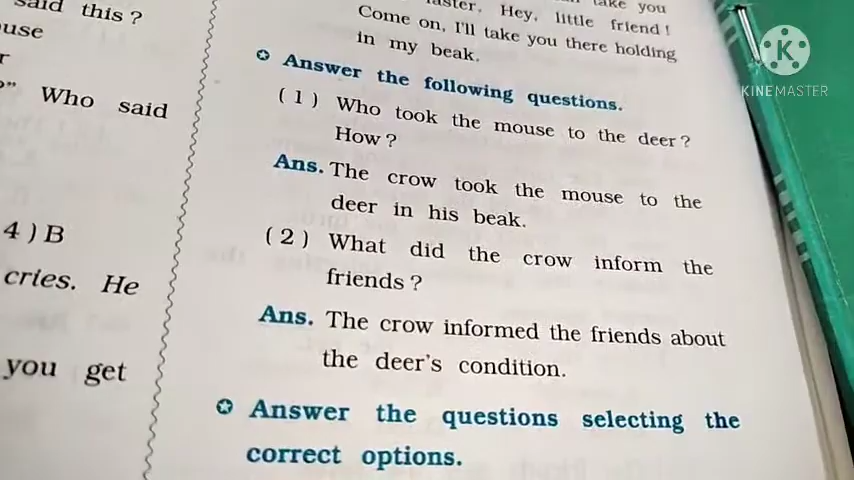 said this ?
use
r
?" Who said
4 ) B
cries. He
you get
take you
aster, Hey, little friend !
Come on, I'll take you there holding
in my beak.
✪ Answer the following questions.
( 1 ) Who took the mouse to the deer ?
How ?
Ans. The crow took the mouse to the
deer in his beak.
( 2 ) What did the crow inform the
friends ?
Ans. The crow informed the friends about
the deer's condition.
✪ Answer the questions selecting the
correct options.
K
KINEMASTER